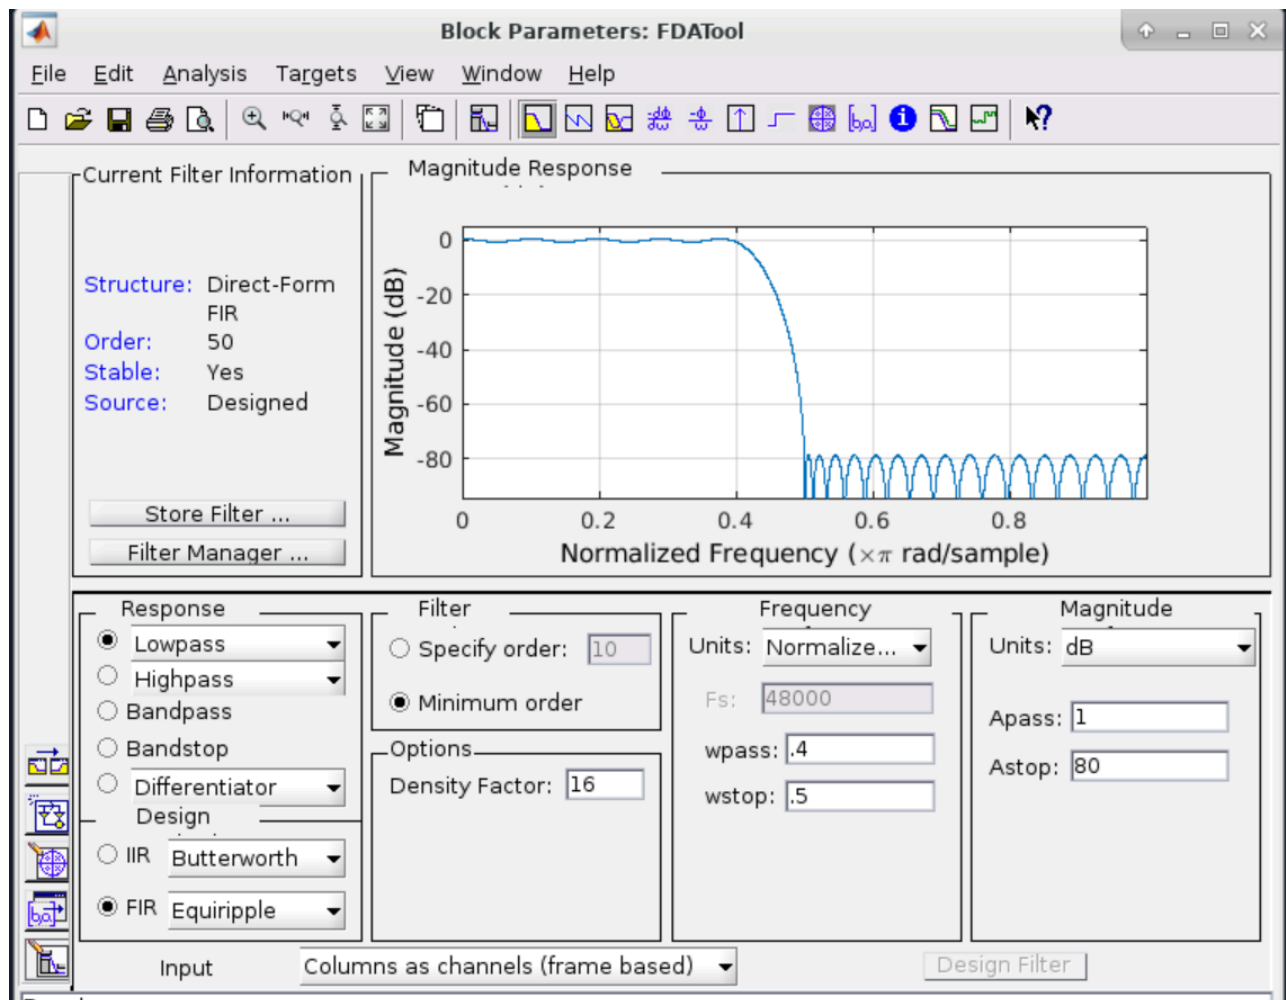 Block Parameters: FDATool
File Edit Analysis Targets View Window Help
Current Filter Information
Structure: Direct-Form
FIR
Order: 50
Stable: Yes
Source: Designed
Store Filter ...
Filter Manager ...
Magnitude Response
Magnitude (dB)
0
-20
-40
-60
-80
0 0.2 0.4 0.6 0.8
Normalized Frequency (×π rad/sample)
Response
Lowpass
Highpass
Bandpass
Bandstop
Differentiator
Design
IIR Butterworth
FIR Equiripple
Filter
Specify order: 10
Minimum order
Options
Density Factor: 16
Frequency
Units: Normalize...
Fs: 48000
wpass: .4
wstop: .5
Magnitude
Units: dB
Apass: 1
Astop: 80
Input Columns as channels (frame based)
Design Filter